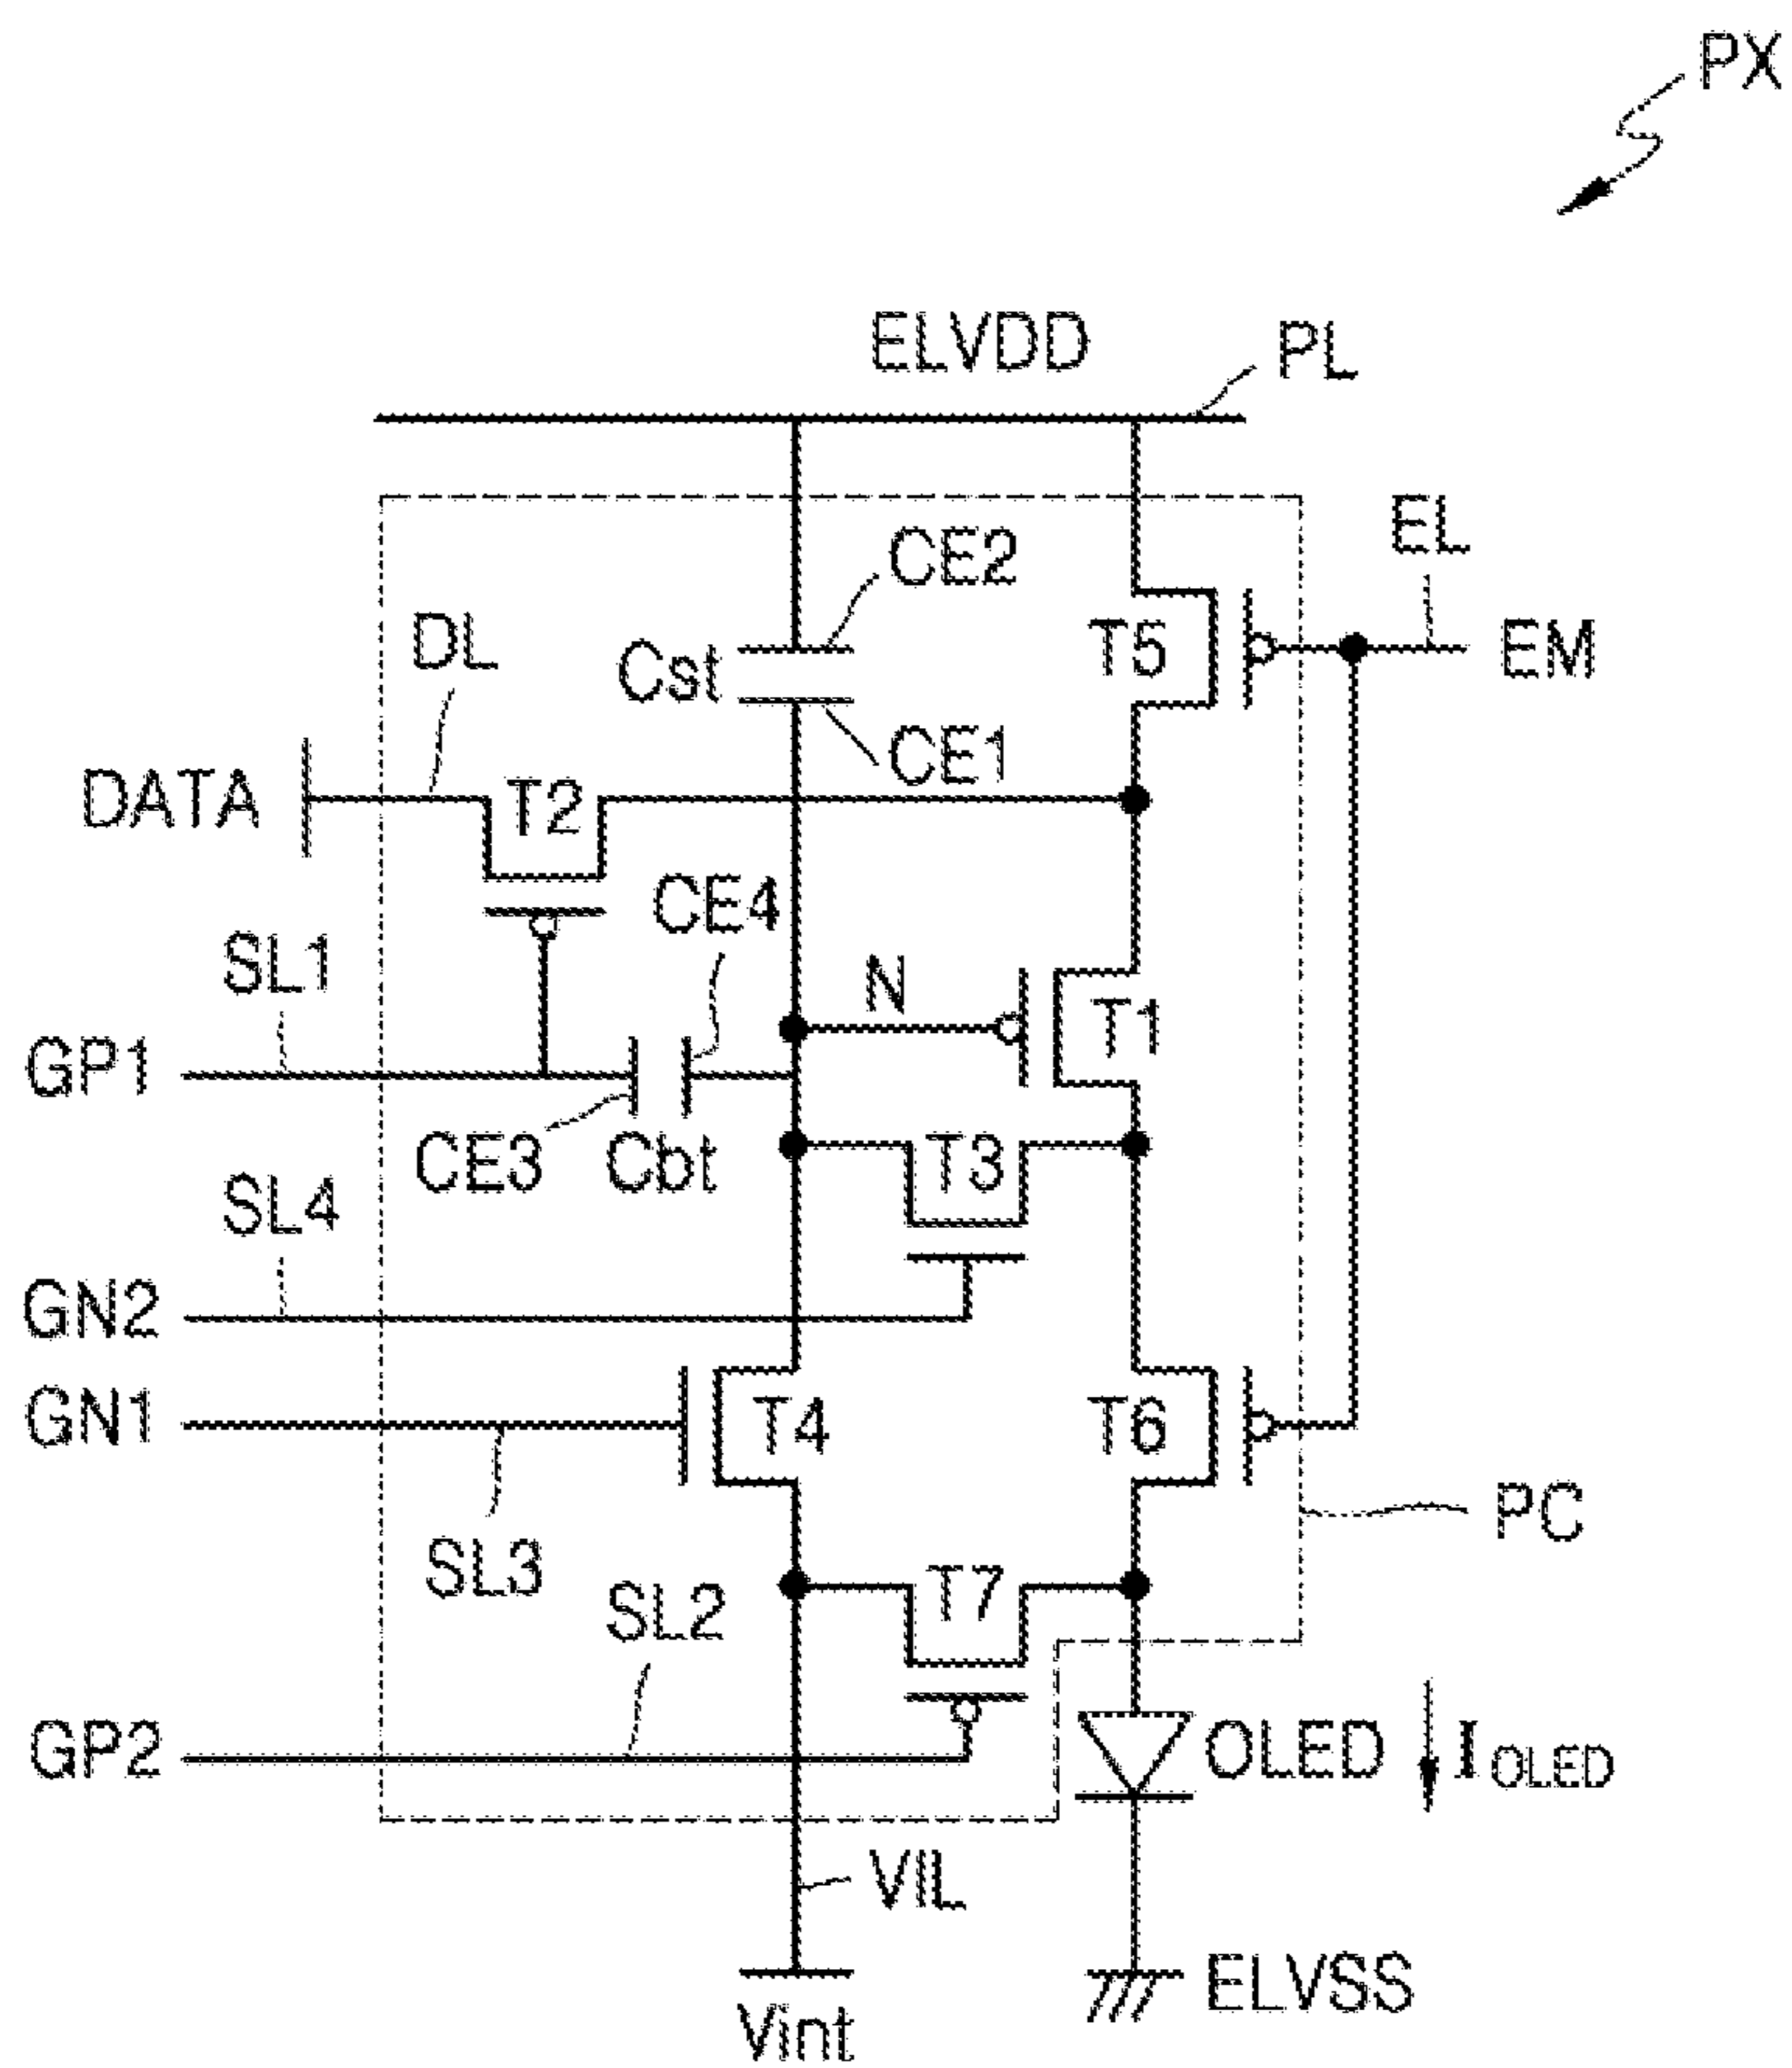 PX
ELVDD
PL
CE2
EL
DL
Cst
T5
EM
CE1
DATA
T2
CE4
SL1
N
T1
GP1
CE3
Cbt
T3
SL4
GN2
GN1
T4
T6
PC
SL3
SL2
T7
GP2
OLED
IOLED
VIL
ELVSS
Vint